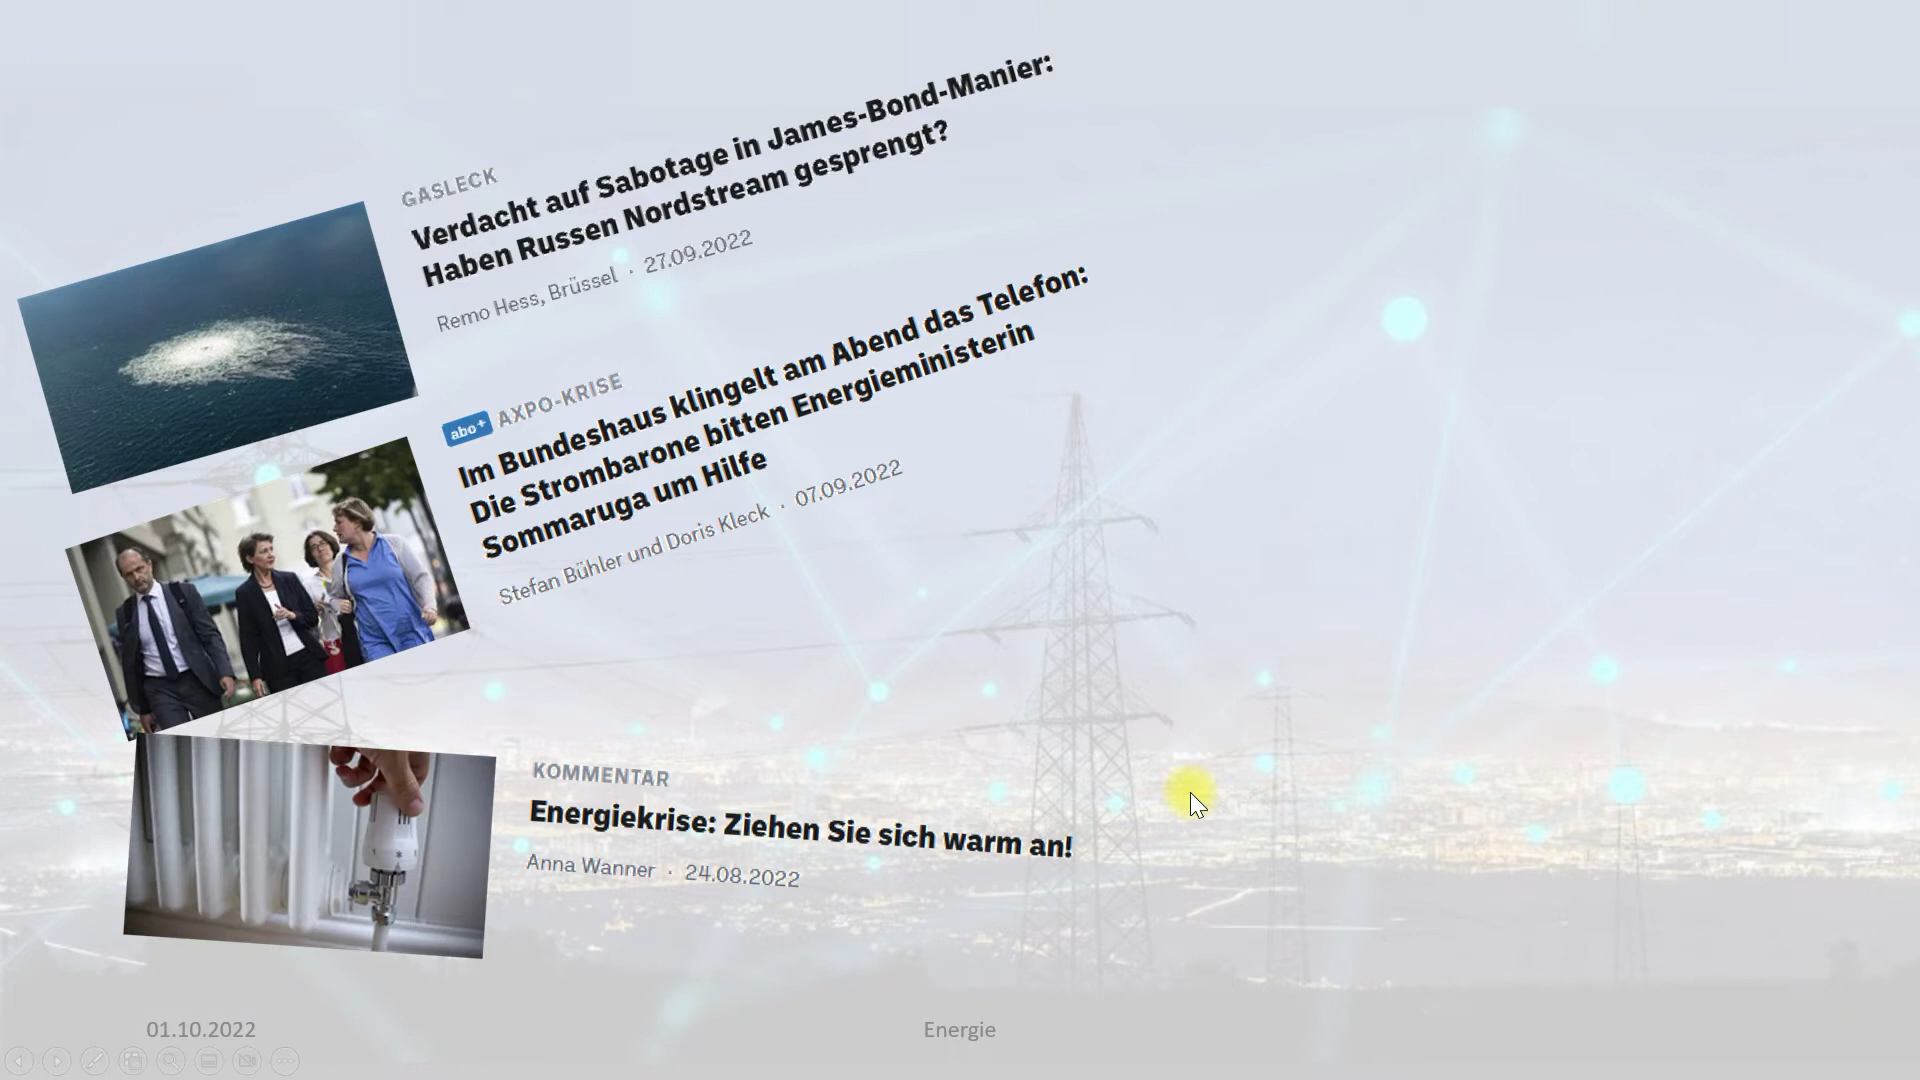 GASLECK
Verdacht auf Sabotage in James-Bond-Manier:
Haben Russen Nordstream gesprengt?
Remo Hess, Brüssel · 27.09.2022
abo+ AXPO-KRISE
Im Bundeshaus klingelt am Abend das Telefon:
Die Strombarone bitten Energieministerin
Sommaruga um Hilfe
Stefan Bühler und Doris Kleck · 07.09.2022
KOMMENTAR
Energiekrise: Ziehen Sie sich warm an!
Anna Wanner · 24.08.2022
01.10.2022
Energie